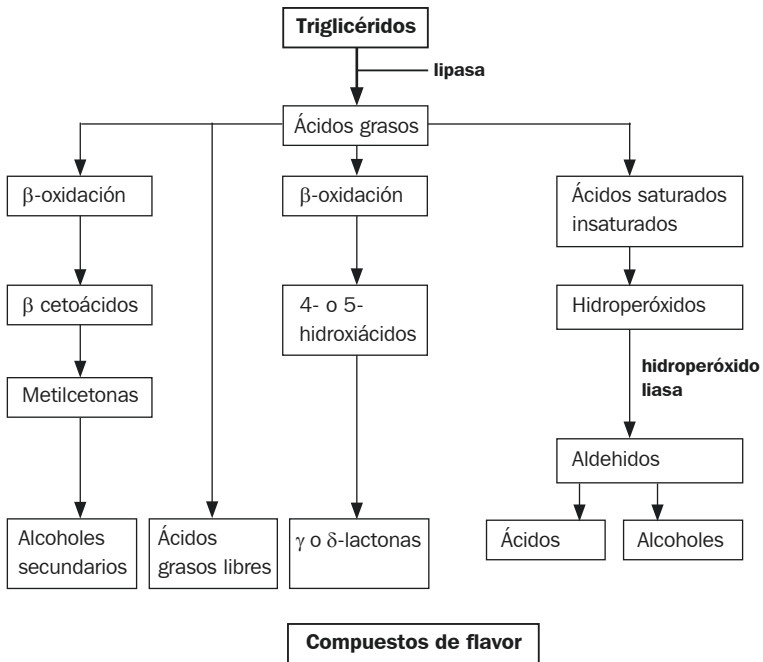 Triglicéridos
lipasa
Ácidos grasos
β-oxidación
β-oxidación
Ácidos saturados
insaturados
β cetoácidos
4- o 5-
hidroxiácidos
Hidroperóxidos
hidroperóxido
liasa
Metilcetonas
Aldehidos
Alcoholes
secundarios
Ácidos
grasos libres
γ o δ-lactonas
Ácidos
Alcoholes
Compuestos de flavor